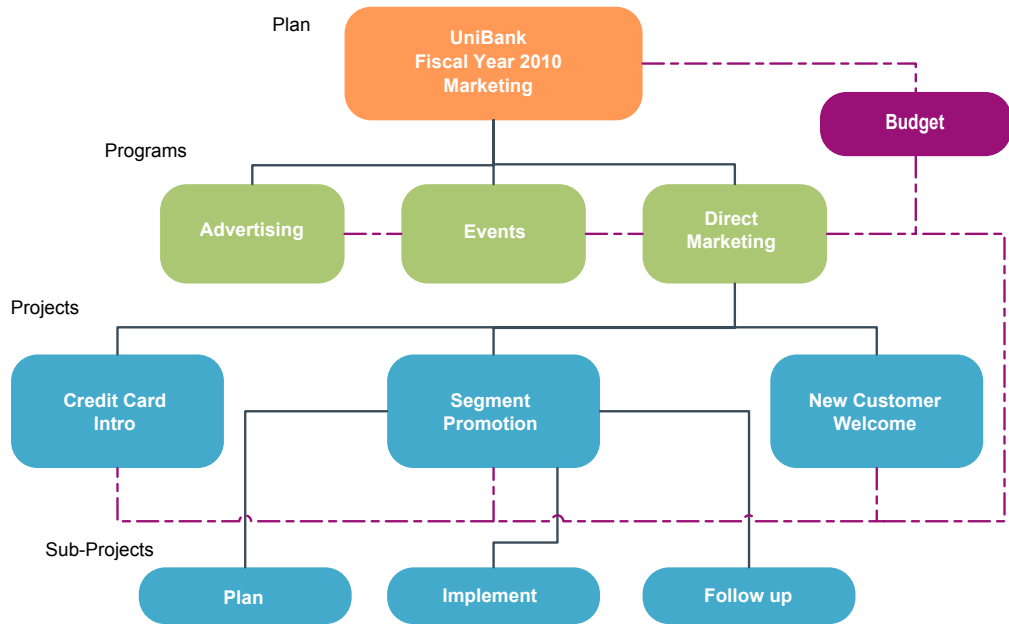 Plan
UniBank
Fiscal Year 2010
Marketing
Budget
Programs
Advertising
Events
Direct
Marketing
Projects
Credit Card
Intro
Segment
Promotion
New Customer
Welcome
Sub-Projects
Plan
Implement
Follow up